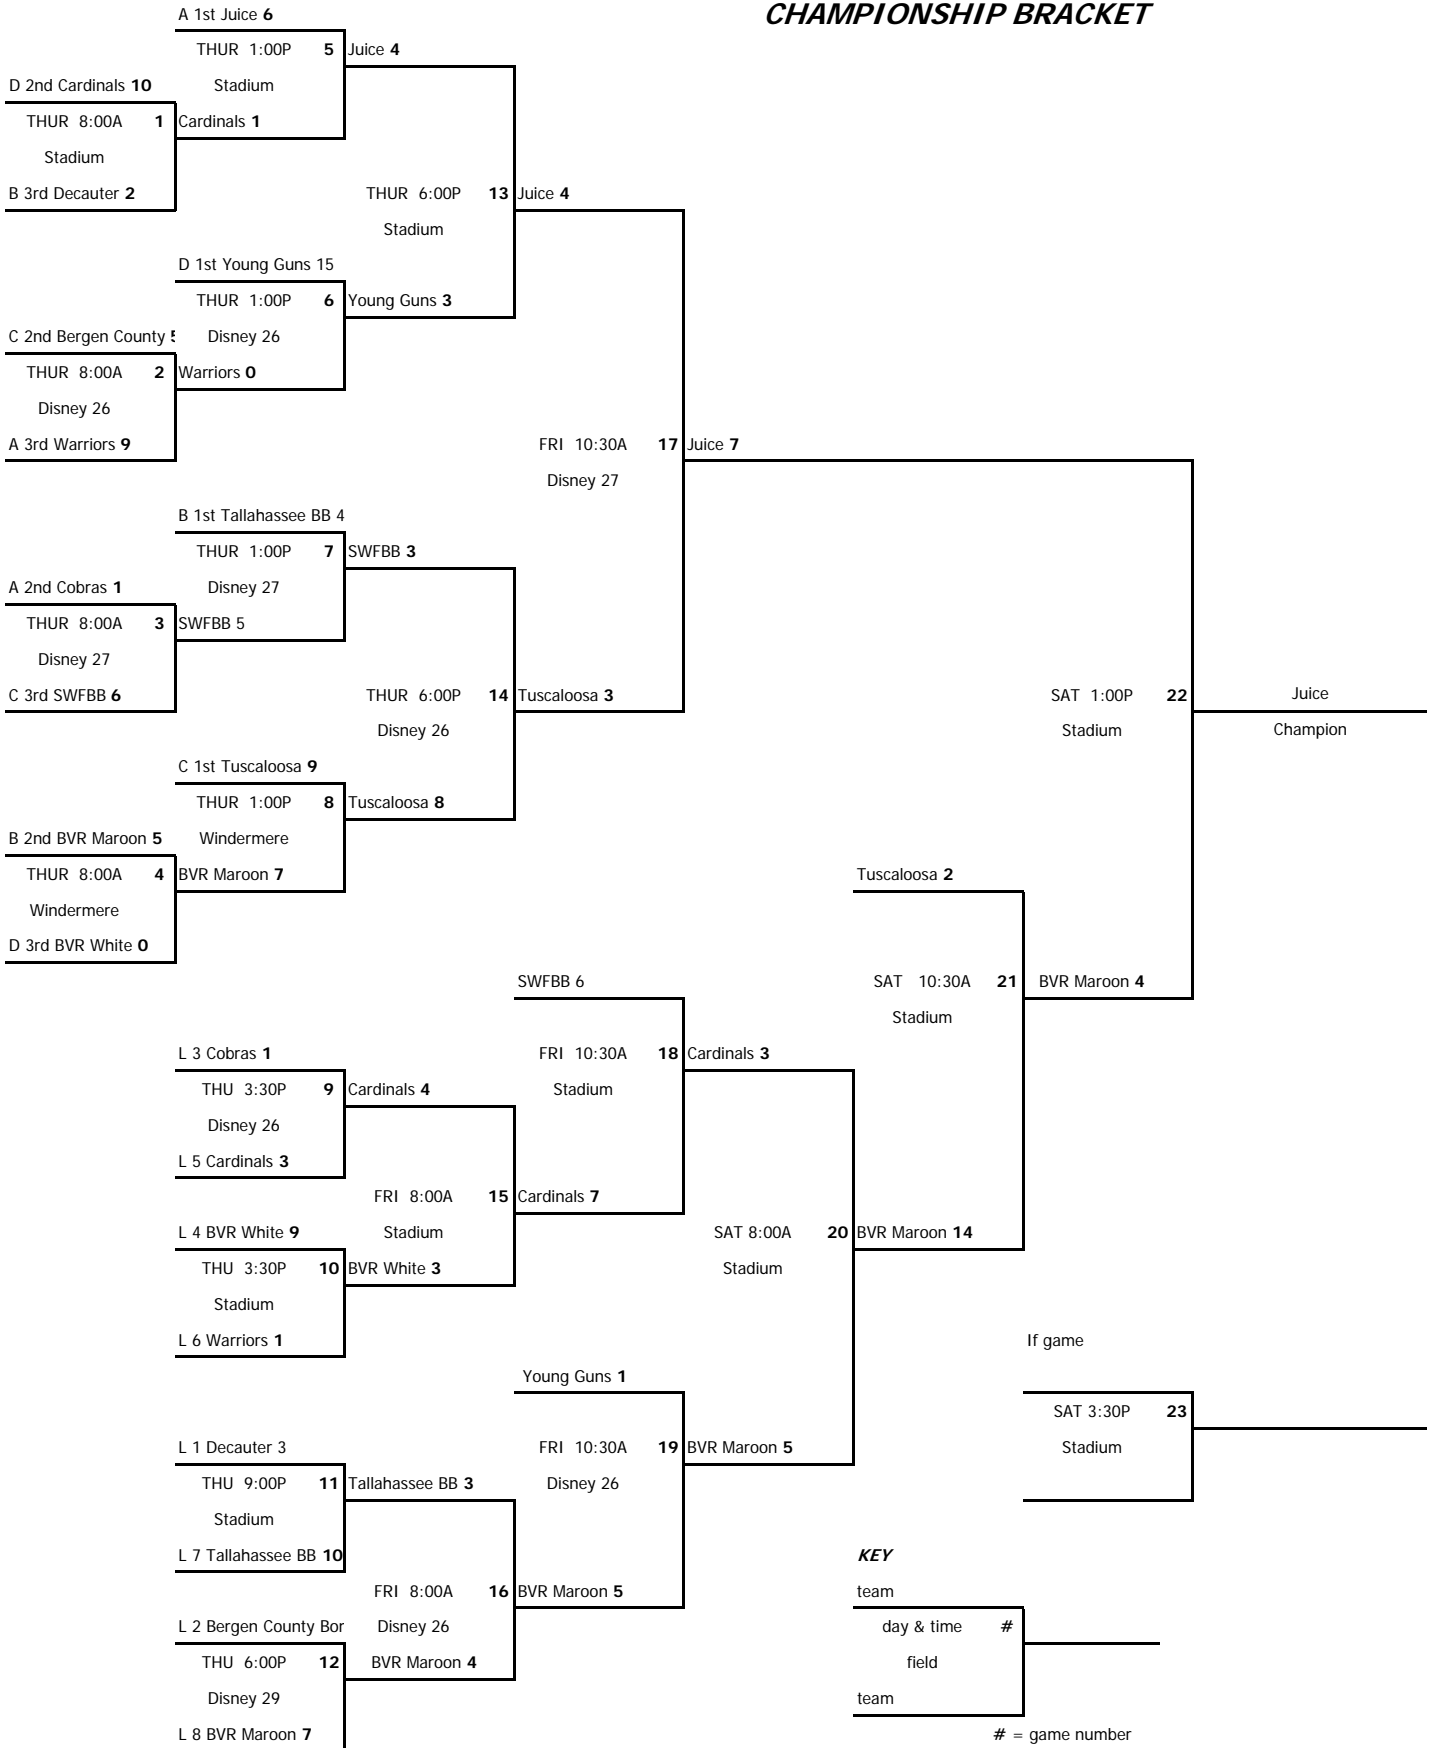 CHAMPIONSHIP BRACKET
A 1st Juice 6
THUR 1:00P 5 Juice 4
D 2nd Cardinals 10 Stadium
THUR 8:00A 1 Cardinals 1
Stadium
B 3rd Decauter 2 THUR 6:00P 13 Juice 4
Stadium
D 1st Young Guns 15
THUR 1:00P 6 Young Guns 3
C 2nd Bergen County Disney 26
THUR 8:00A 2 Warriors 0
Disney 26
A 3rd Warriors 9 FRI 10:30A 17 Juice 7
Disney 27
B 1st Tallahassee BB 4
THUR 1:00P 7 SWFBB 3
A 2nd Cobras 1 Disney 27
THUR 8:00A 3 SWFBB 5
Disney 27
C 3rd SWFBB 6 THUR 6:00P 14 Tuscaloosa 3 SAT 1:00P 22 Juice
Disney 26 Stadium Champion
C 1st Tuscaloosa 9
THUR 1:00P 8 Tuscaloosa 8
B 2nd BVR Maroon 5 Windermere
THUR 8:00A 4 BVR Maroon 7 Tuscaloosa 2
Windermere
D 3rd BVR White 0
SWFBB 6 SAT 10:30A 21 BVR Maroon 4
Stadium
L 3 Cobras 1 FRI 10:30A 18 Cardinals 3
THU 3:30P 9 Cardinals 4 Stadium
Disney 26
L 5 Cardinals 3
FRI 8:00A 15 Cardinals 7
L 4 BVR White 9 Stadium SAT 8:00A 20 BVR Maroon 14
THU 3:30P 10 BVR White 3 Stadium
Stadium
L 6 Warriors 1 If game
Young Guns 1
SAT 3:30P 23
L 1 Decauter 3 FRI 10:30A 19 BVR Maroon 5 Stadium
THU 9:00P 11 Tallahassee BB 3 Disney 26
Stadium
L 7 Tallahassee BB 10 KEY
FRI 8:00A 16 BVR Maroon 5 team
L 2 Bergen County Bor Disney 26 day & time #
THU 6:00P 12 BVR Maroon 4 field
Disney 29 team
L 8 BVR Maroon 7 # = game number